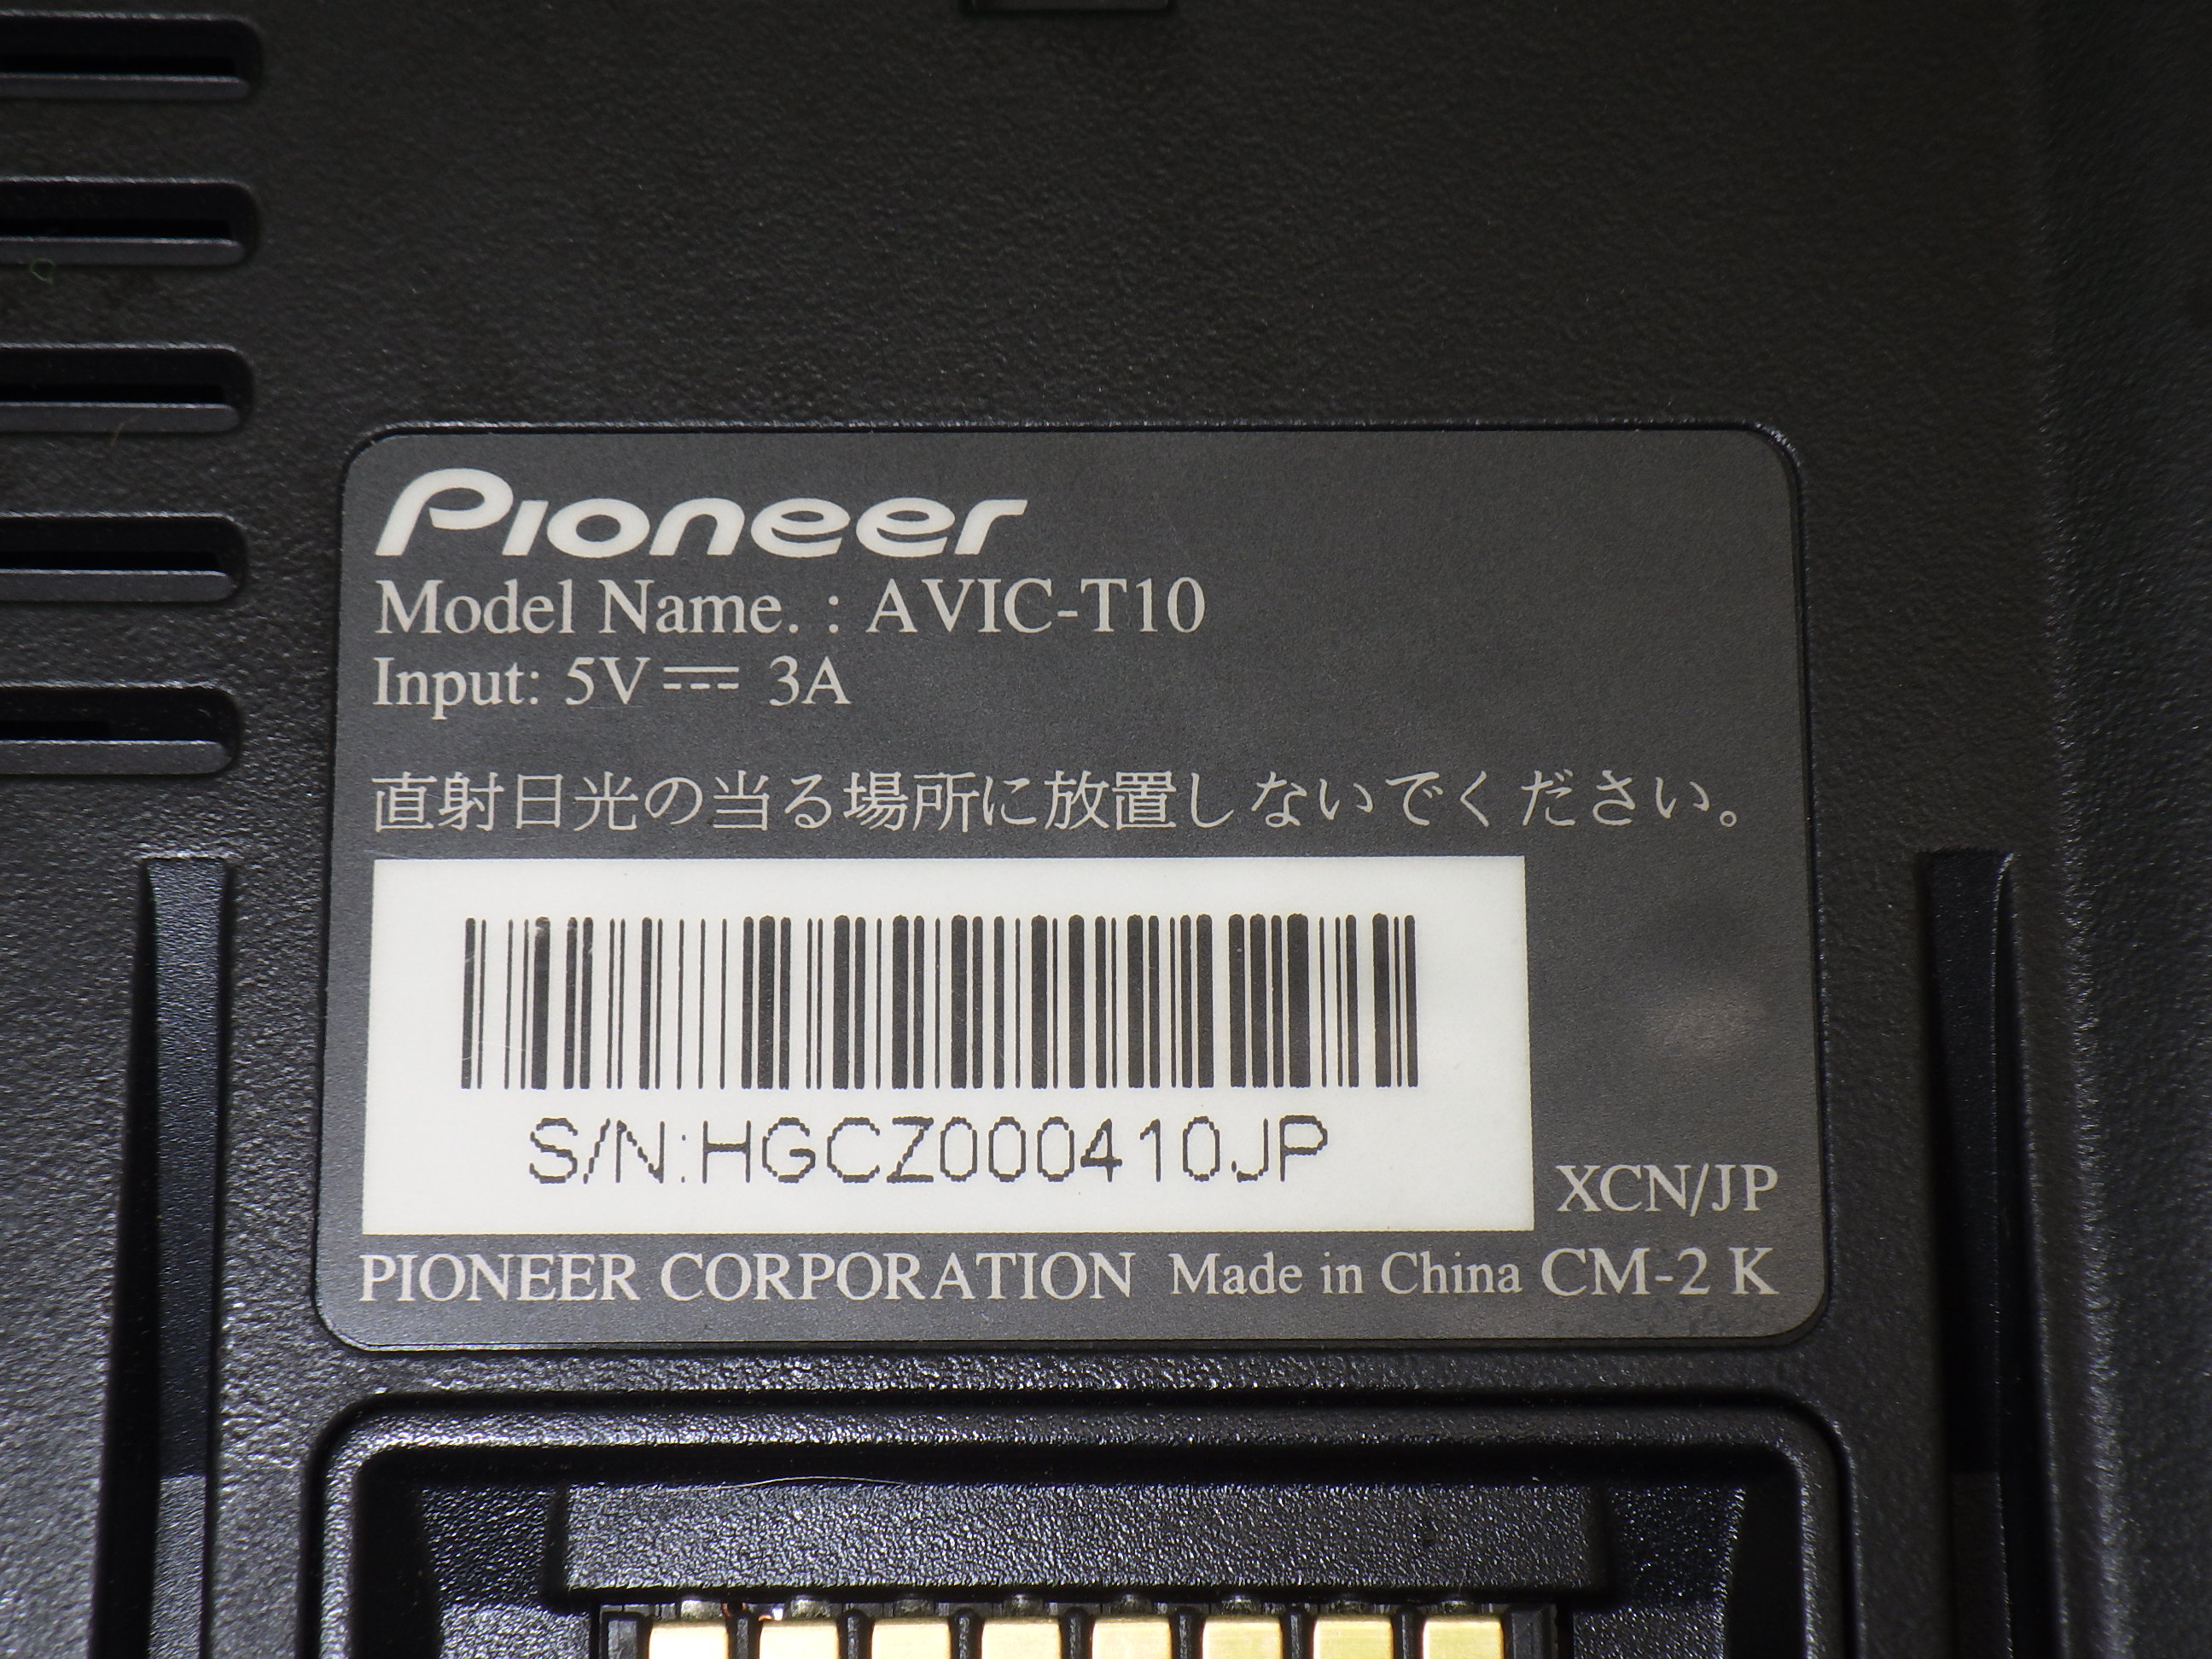 Pioneer
Model Name. : AVIC-T10
Input: 5V ⎓ 3A
直射日光の当る場所に放置しないでください。
S/N:HGCZ000410JP
XCN/JP
PIONEER CORPORATION Made in China CM-2 K